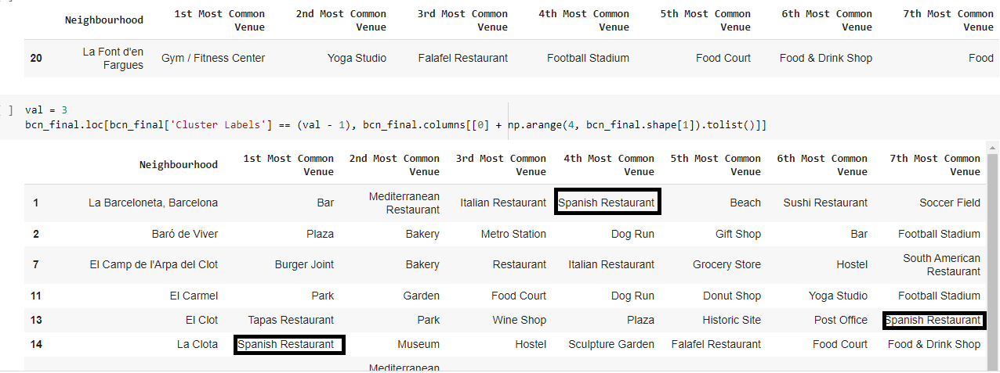 Neighbourhood 1st Most Common Venue 2nd Most Common Venue 3rd Most Common Venue 4th Most Common Venue 5th Most Common Venue 6th Most Common Venue 7th Most Common Venue
20 La Font d'en Fargues Gym / Fitness Center Yoga Studio Falafel Restaurant Football Stadium Food Court Food & Drink Shop Food
[ ] val = 3
bcn_final.loc[bcn_final['Cluster Labels'] == (val - 1), bcn_final.columns[[0] + np.arange(4, bcn_final.shape[1]).tolist()]]
Neighbourhood 1st Most Common Venue 2nd Most Common Venue 3rd Most Common Venue 4th Most Common Venue 5th Most Common Venue 6th Most Common Venue 7th Most Common Venue
1 La Barceloneta, Barcelona Bar Mediterranean Restaurant Italian Restaurant Spanish Restaurant Beach Sushi Restaurant Soccer Field
2 Baró de Viver Plaza Bakery Metro Station Dog Run Gift Shop Bar Football Stadium
7 El Camp de l'Arpa del Clot Burger Joint Bakery Restaurant Italian Restaurant Grocery Store Hostel South American Restaurant
11 El Carmel Park Garden Food Court Dog Run Donut Shop Yoga Studio Football Stadium
13 El Clot Tapas Restaurant Park Wine Shop Plaza Historic Site Post Office Spanish Restaurant
14 La Clota Spanish Restaurant Museum Hostel Sculpture Garden Falafel Restaurant Food Court Food & Drink Shop
Mediterranean